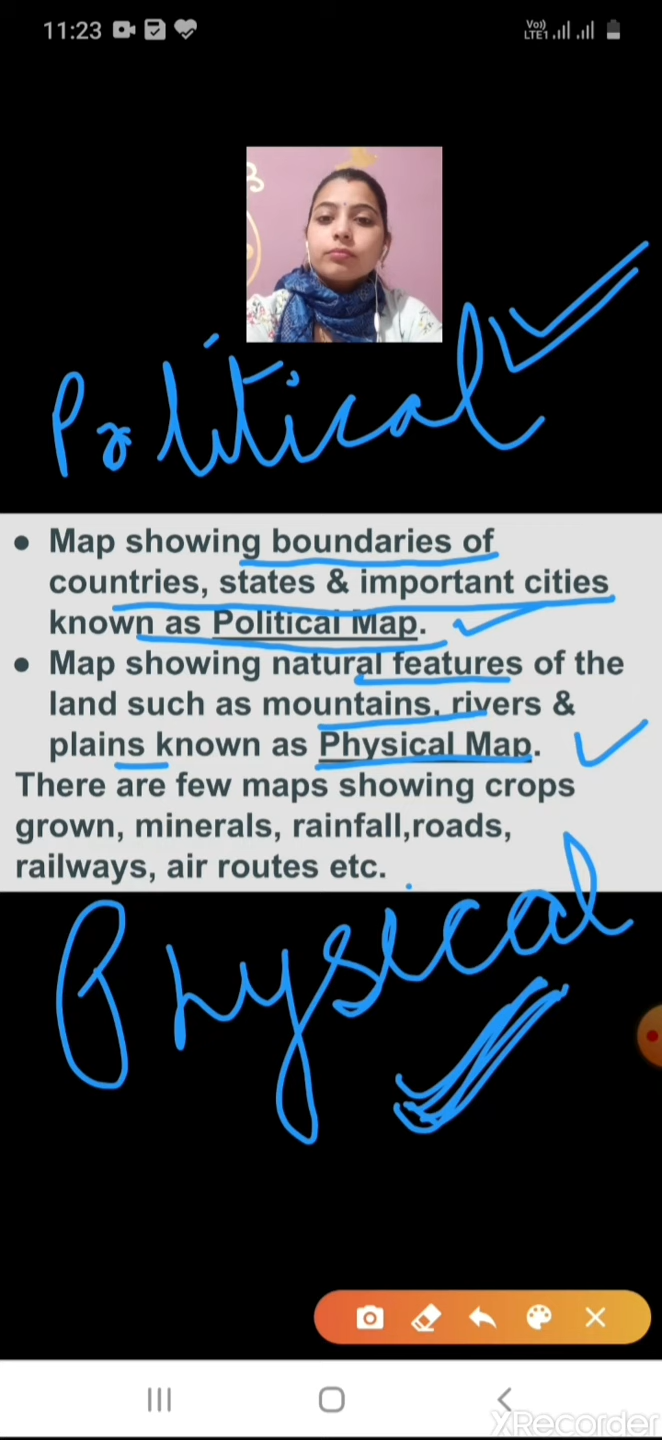 11:23
Vo))
LTE1
Political
• Map showing boundaries of
countries, states & important cities
known as Political Map.
• Map showing natural features of the
land such as mountains, rivers &
plains known as Physical Map.
There are few maps showing crops
grown, minerals, rainfall,roads,
railways, air routes etc.
Physical
XRecorder